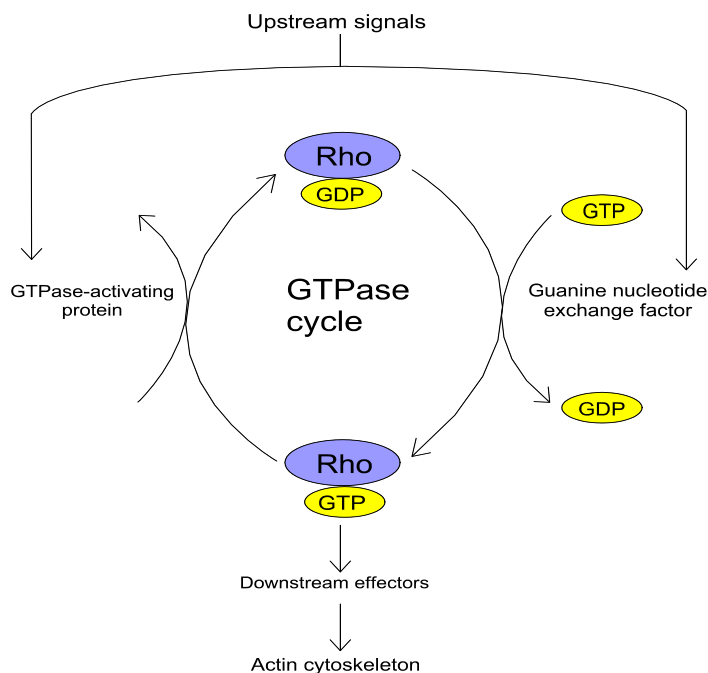 Upstream signals
Rho
GDP
GTP
GTPase-activating
protein
GTPase
cycle
Guanine nucleotide
exchange factor
GDP
Rho
GTP
Downstream effectors
Actin cytoskeleton